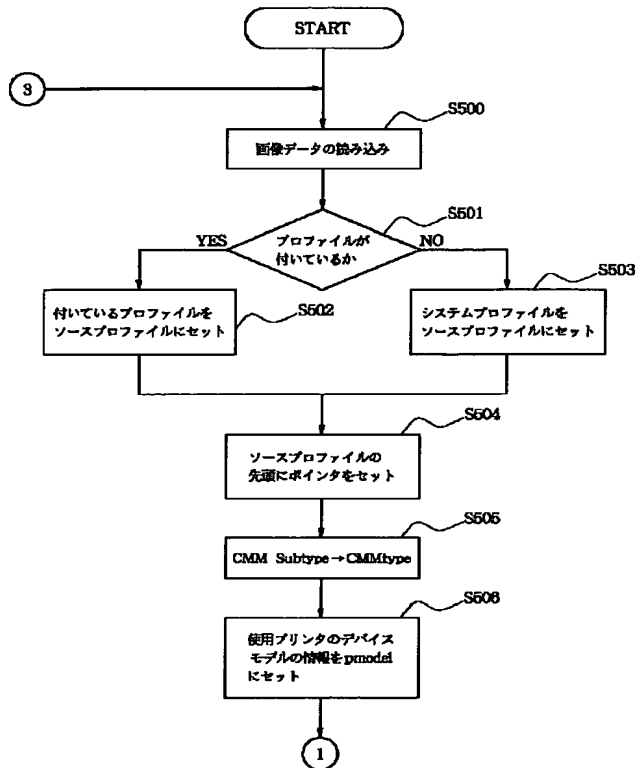 START
3
S500
画像データの読み込み
S501
プロファイルが
付いているか
YES
NO
S503
付いているプロファイルを
ソースプロファイルにセット
S502
システムプロファイルを
ソースプロファイルにセット
S504
ソースプロファイルの
先頭にポインタをセット
S505
CMM Subtype→CMMtype
S506
使用プリンタのデバイス
モデルの情報をpmodel
にセット
1